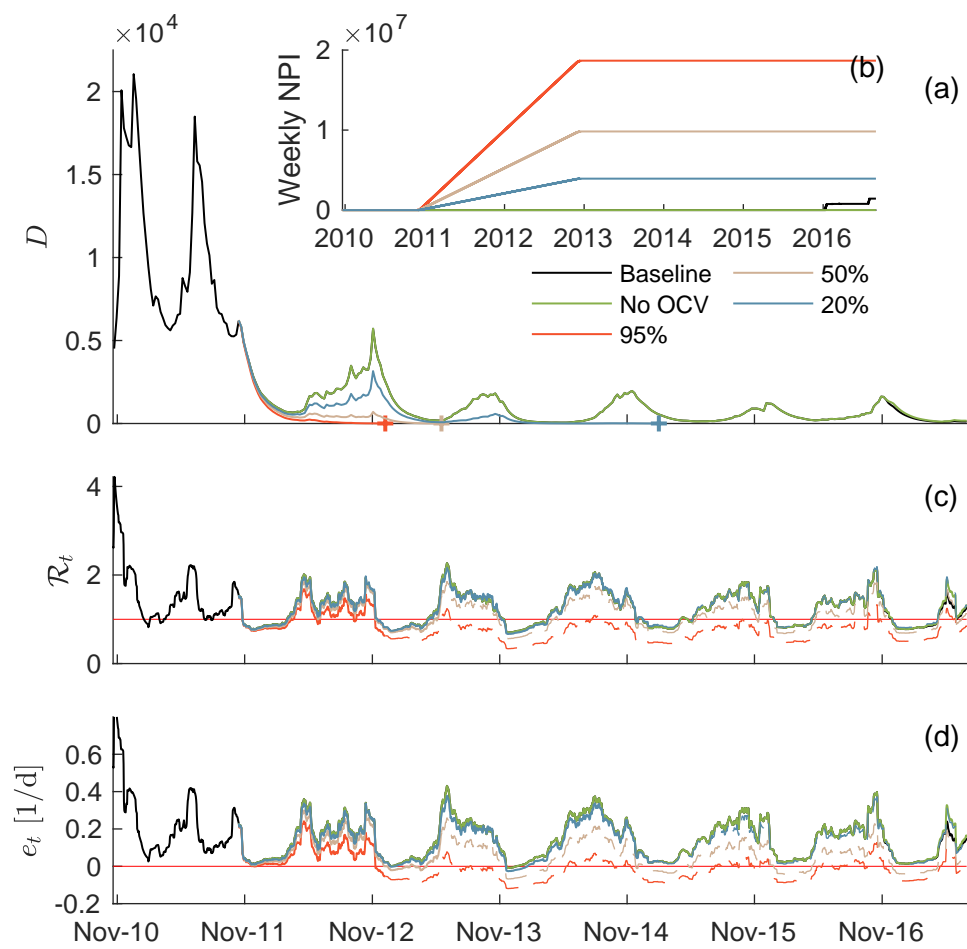 ×10⁴
×10⁷
2
1.5
1
0.5
0
D
Weekly NPI
2
1
0
(b)
(a)
2010 2011 2012 2013 2014 2015 2016
Baseline
50%
No OCV
20%
95%
4
2
0
ℛt
(c)
0.6
0.4
0.2
0
-0.2
et [1/d]
(d)
Nov-10 Nov-11 Nov-12 Nov-13 Nov-14 Nov-15 Nov-16